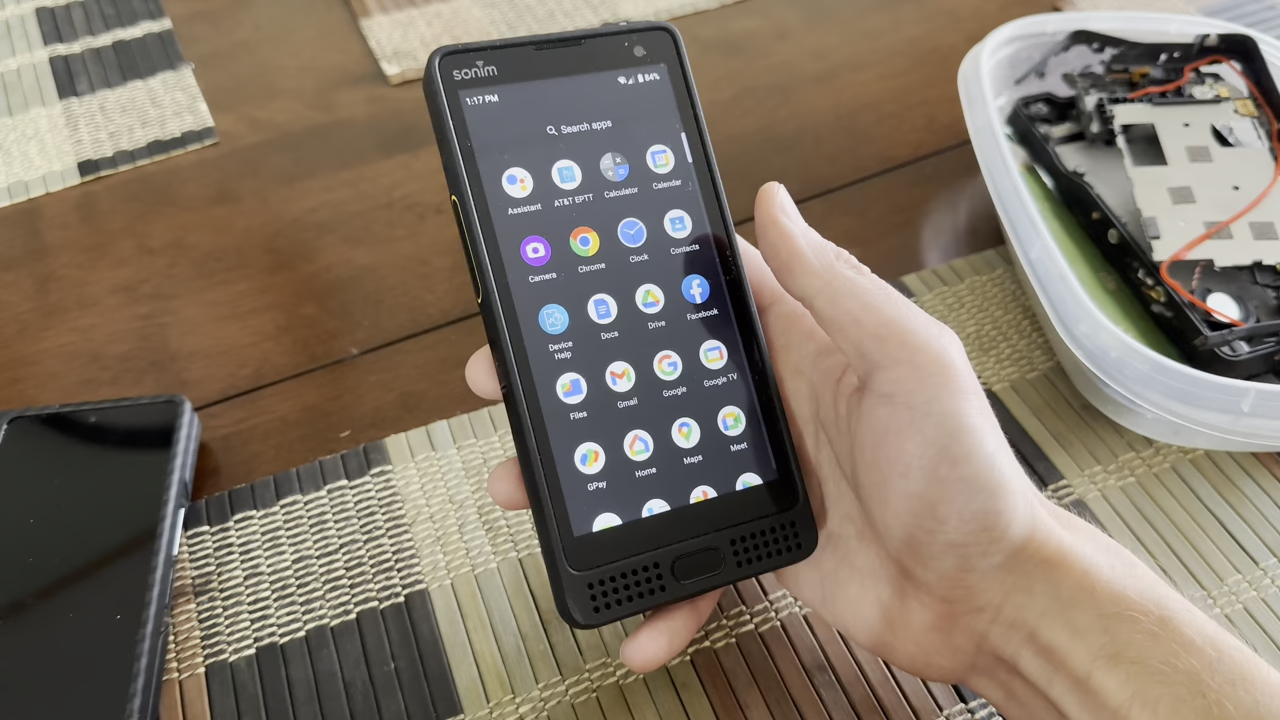 sonim
1:17 PM
84%
Search apps
Assistant
AT&T EPTT
Calculator
Calendar
Camera
Chrome
Clock
Contacts
Device
Help
Docs
Drive
Facebook
Files
Gmail
Google
Google TV
GPay
Home
Maps
Meet